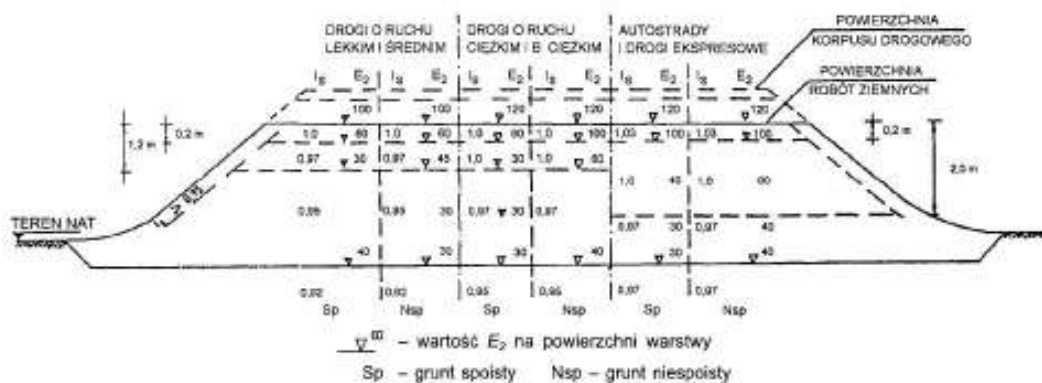 DROGI O RUCHU LEKKIM I ŚREDNIM
DROGI O RUCHU CIĘŻKIM I B CIĘŻKIM
AUTOSTRADY I DROGI EKSPRESOWE
POWIERZCHNIA KORPUSU DROGOWEGO
POWIERZCHNIA ROBÓT ZIEMNYCH
Is E2 Is E2 Is E2 Is E2 Is E2 Is E2
100 100 120 120 120 120
1,2 m 0,2 m 1.0 60 1.0 60 1.0 1.0 100 1,03 100 1,03 100 0,2 m
0.97 30 0.97 45 1.0 30 1.0 1,0 40 1.0 2,0 m
0,95 0,95 30 0,97 30 0,97
0,97 30 0,97 40
TEREN NAT
40 30 30 40 30 40
0,92 0,92 0,95 0,95 0,97 0,97
Sp Nsp Sp Nsp Sp Nsp
– wartość E2 na powierzchni warstwy
Sp – grunt spoisty Nsp – grunt niespoisty